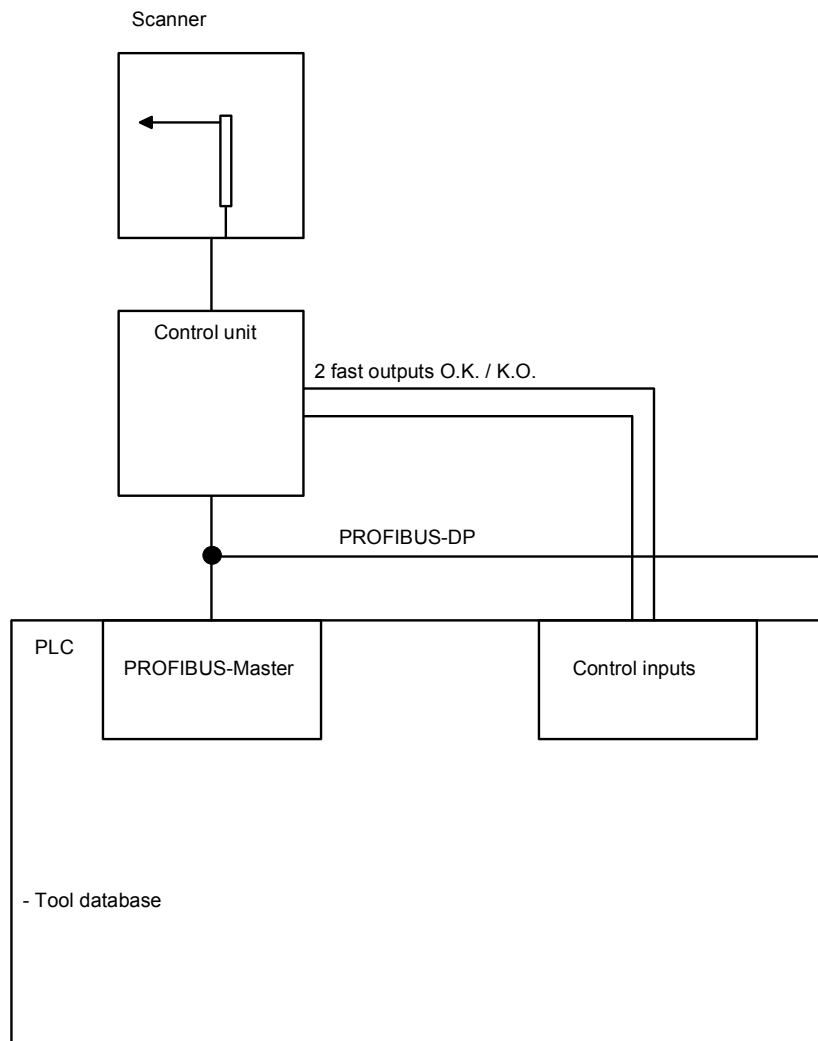 Scanner
Control unit
2 fast outputs O.K. / K.O.
PROFIBUS-DP
PLC
PROFIBUS-Master
Control inputs
- Tool database